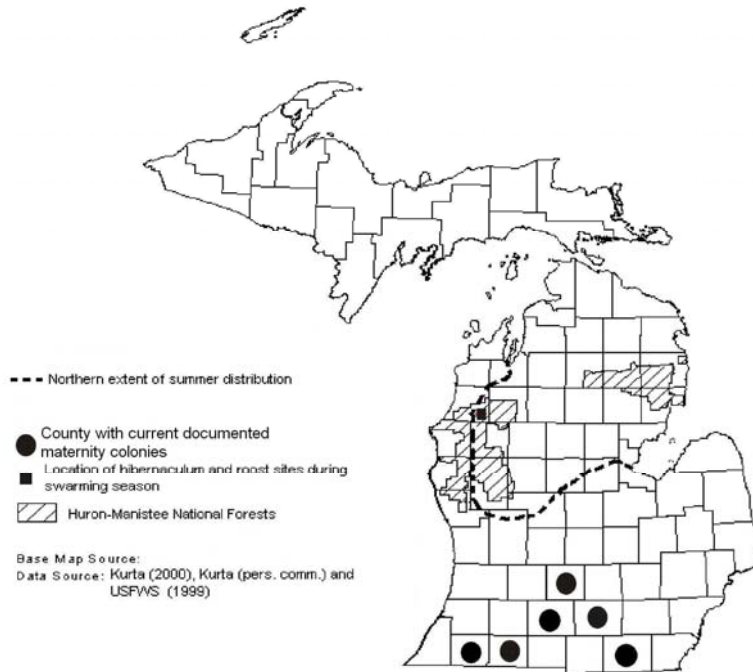 Northern extent of summer distribution
County with current documented
maternity colonies
Location of hibernaculum and roost sites during
swarming season
Huron-Manistee National Forests
Base Map Source:
Data Source: Kurta (2000), Kurta (pers. comm.) and
USFWS (1999)